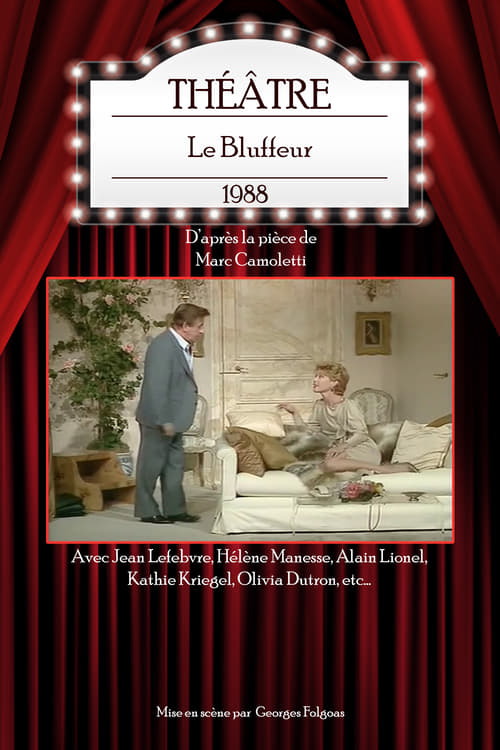 THÉÂTRE
Le Bluffeur
1988
D'après la pièce de
Marc Camoletti
Avec Jean Lefebvre, Hélène Manesse, Alain Lionel,
Kathie Kriegel, Olivia Dutron, etc...
Mise en scène par Georges Folgoas